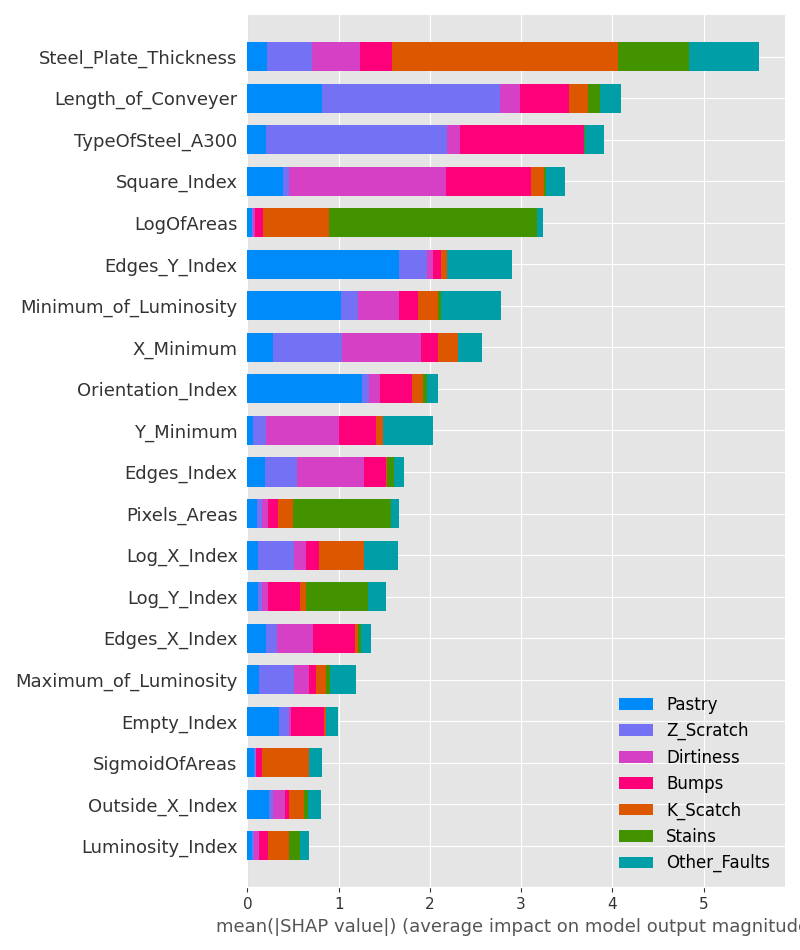 Steel_Plate_Thickness
Length_of_Conveyer
TypeOfSteel_A300
Square_Index
LogOfAreas
Edges_Y_Index
Minimum_of_Luminosity
X_Minimum
Orientation_Index
Y_Minimum
Edges_Index
Pixels_Areas
Log_X_Index
Log_Y_Index
Edges_X_Index
Maximum_of_Luminosity
Empty_Index
SigmoidOfAreas
Outside_X_Index
Luminosity_Index
Pastry
Z_Scratch
Dirtiness
Bumps
K_Scatch
Stains
Other_Faults
0 1 2 3 4 5
mean(|SHAP value|) (average impact on model output magnitude